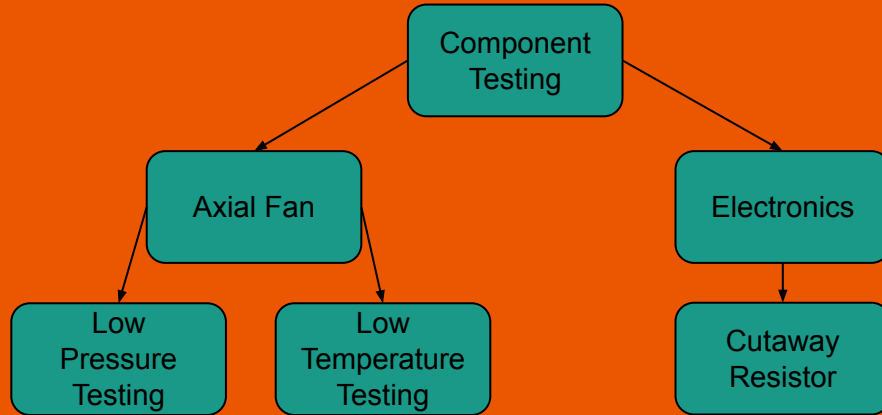 Component
Testing
Axial Fan
Electronics
Low
Pressure
Testing
Low
Temperature
Testing
Cutaway
Resistor